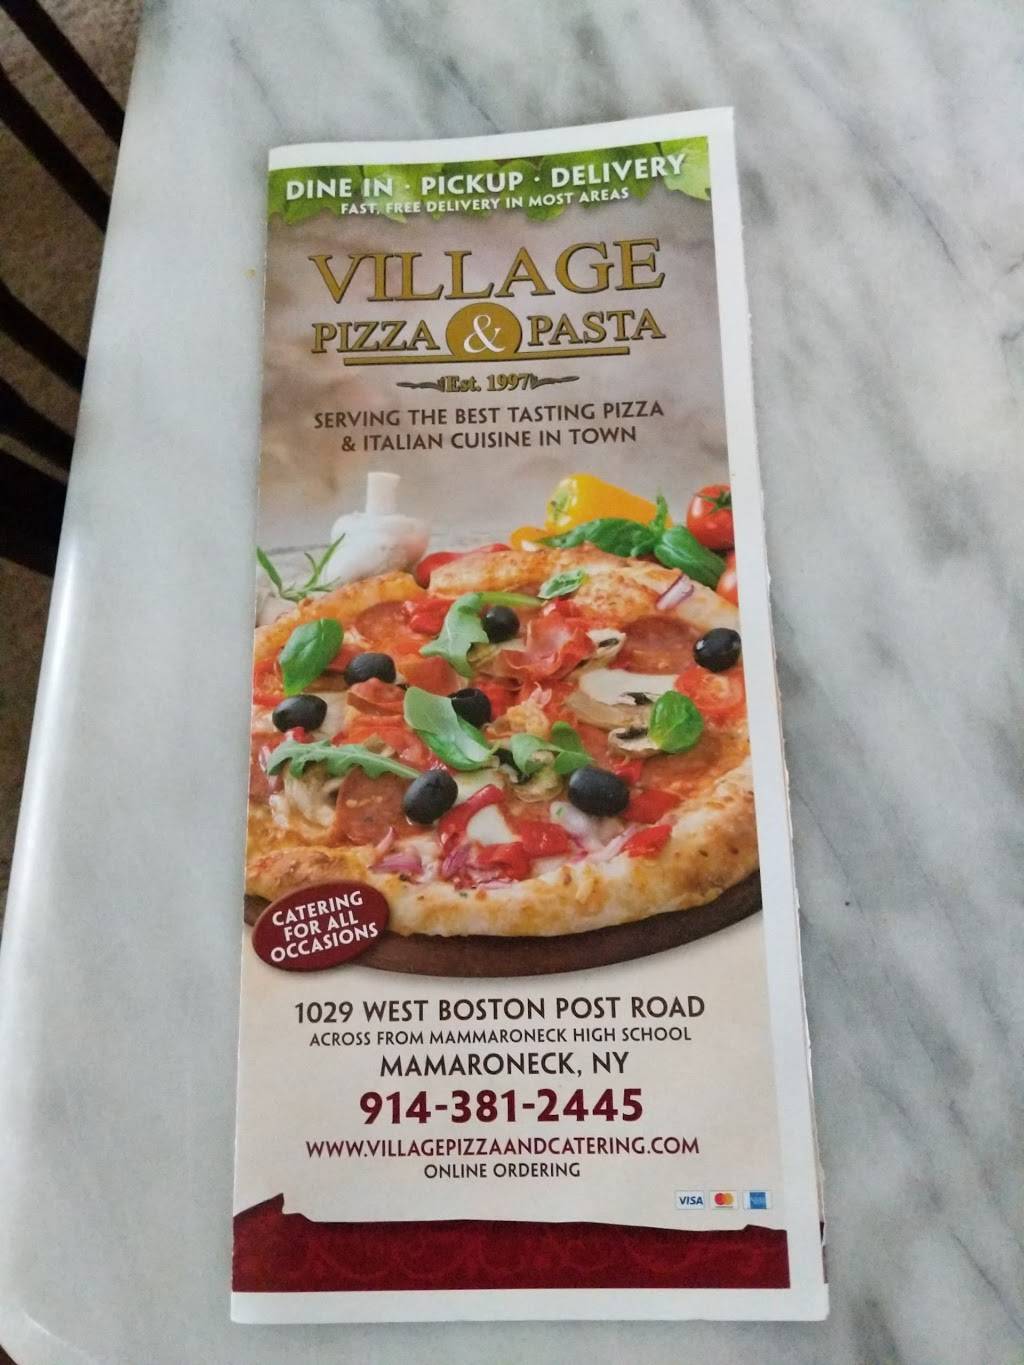 DINE IN · PICKUP · DELIVERY
FAST, FREE DELIVERY IN MOST AREAS
VILLAGE
PIZZA & PASTA
Est. 1997
SERVING THE BEST TASTING PIZZA
& ITALIAN CUISINE IN TOWN
CATERING
FOR ALL
OCCASIONS
1029 WEST BOSTON POST ROAD
ACROSS FROM MAMMARONECK HIGH SCHOOL
MAMARONECK, NY
914-381-2445
WWW.VILLAGEPIZZAANDCATERING.COM
ONLINE ORDERING
VISA